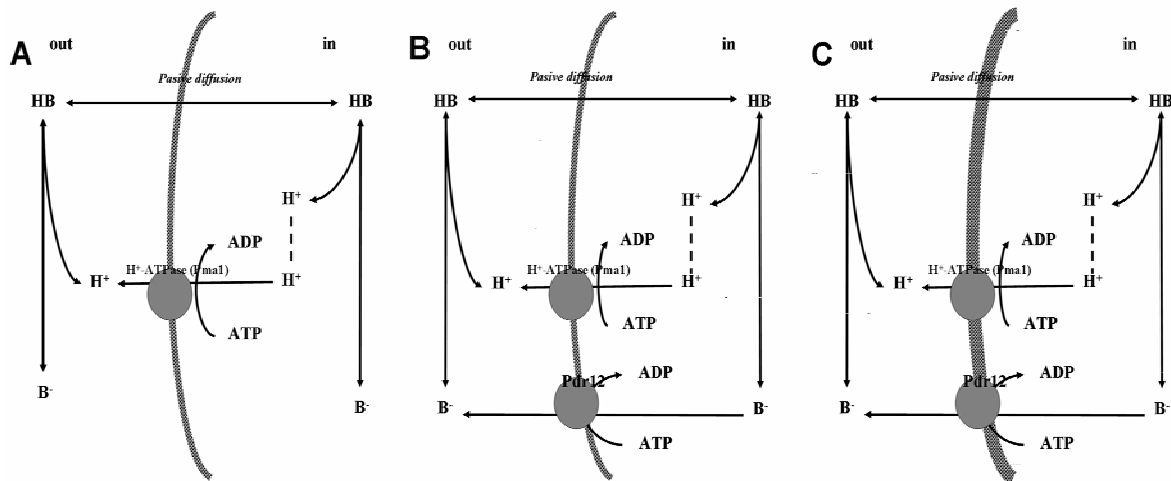 A
out
in
Pasive diffusion
HB
HB
H+
ADP
H+-ATPase (Pma1)
H+
H+
ATP
B-
B-
B
out
in
Pasive diffusion
HB
HB
H+
ADP
H+-ATPase (Pma1)
H+
H+
ATP
Pdr12
ADP
B-
B-
ATP
C
out
in
Pasive diffusion
HB
HB
H+
ADP
H+-ATPase (Pma1)
H+
H+
ATP
Pdr12
ADP
B-
B-
ATP